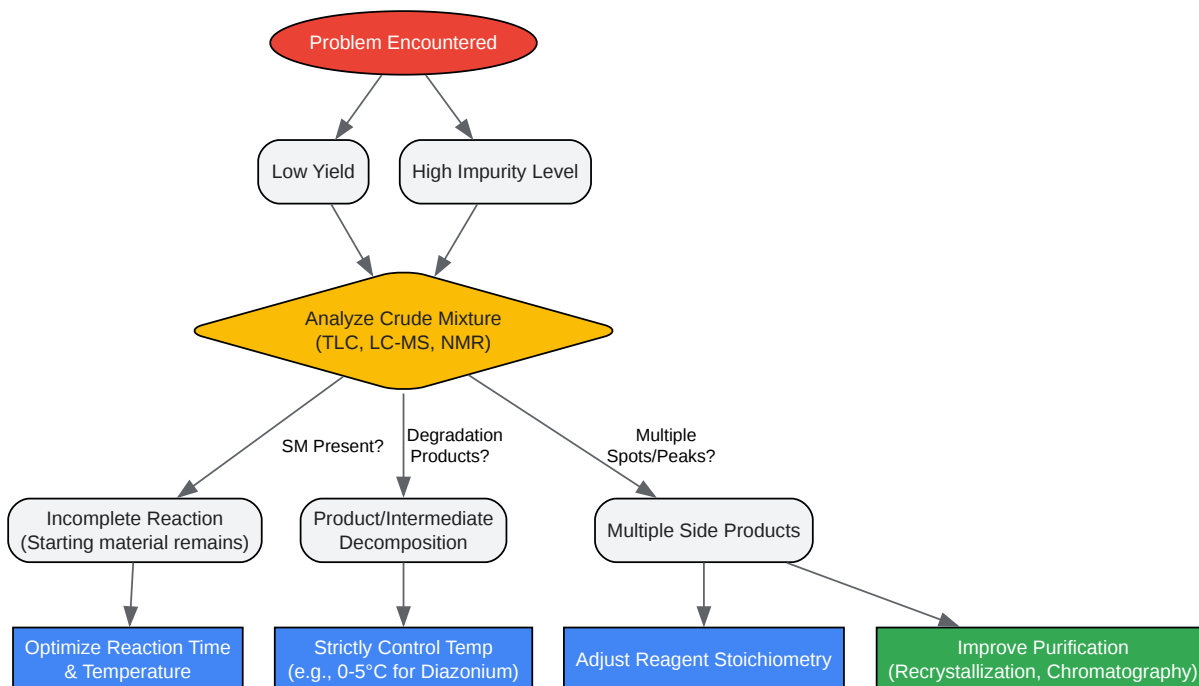 Problem Encountered
Low Yield
High Impurity Level
Analyze Crude Mixture
(TLC, LC-MS, NMR)
SM Present?
Degradation
Products?
Multiple
Spots/Peaks?
Incomplete Reaction
(Starting material remains)
Product/Intermediate
Decomposition
Multiple Side Products
Optimize Reaction Time
& Temperature
Strictly Control Temp
(e.g., 0-5°C for Diazonium)
Adjust Reagent Stoichiometry
Improve Purification
(Recrystallization, Chromatography)